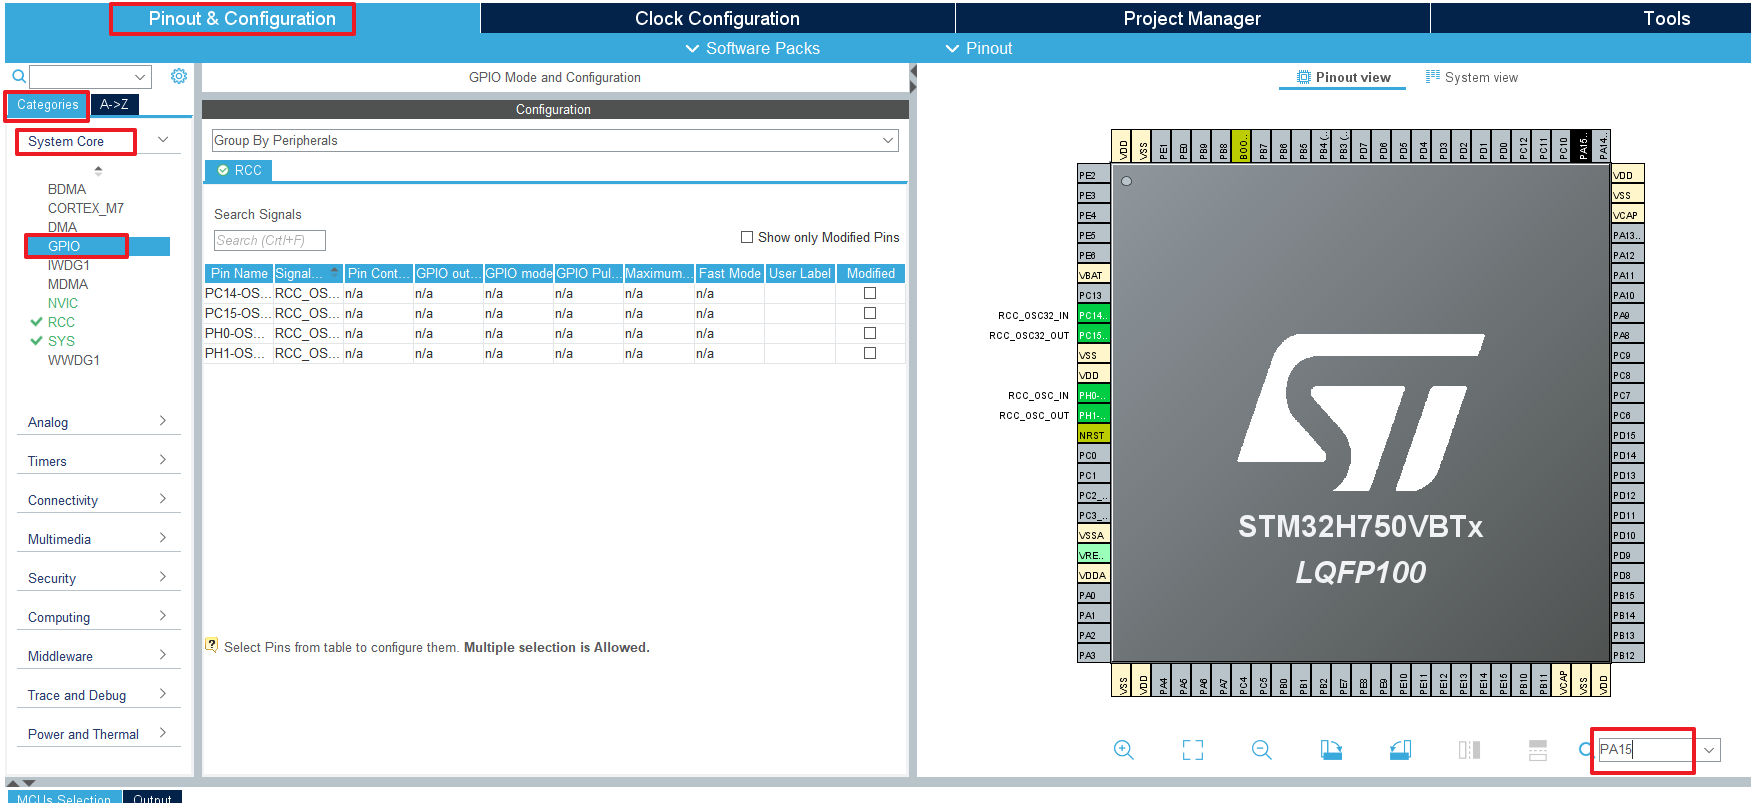 Pinout & Configuration
Clock Configuration
Project Manager
Tools
Software Packs
Pinout
GPIO Mode and Configuration
Pinout view
System view
Categories
A->Z
Configuration
System Core
Group By Peripherals
RCC
BDMA
CORTEX_M7
DMA
GPIO
IWDG1
MDMA
NVIC
RCC
SYS
WWDG1
Analog
Timers
Connectivity
Multimedia
Security
Computing
Middleware
Trace and Debug
Power and Thermal
Search Signals
Search (Crtl+F)
Show only Modified Pins
Pin Name Signal... Pin Cont... GPIO out... GPIO mode GPIO Pul... Maximum... Fast Mode User Label Modified
PC14-OS... RCC_OS... n/a n/a n/a n/a n/a n/a
PC15-OS... RCC_OS... n/a n/a n/a n/a n/a n/a
PH0-OS... RCC_OS... n/a n/a n/a n/a n/a n/a
PH1-OS... RCC_OS... n/a n/a n/a n/a n/a n/a
Select Pins from table to configure them. Multiple selection is Allowed.
VDD VSS PE1 PE0 PB9 PB8 BOO.. PB7 PB6 PB5 PB4 (.. PB3 (.. PD7 PD6 PD5 PD4 PD3 PD2 PD1 PD0 PC12 PC11 PC10 PA15.. PA14..
PE2
PE3
PE4
PE5
PE6
VBAT
PC13
RCC_OSC32_IN PC14..
RCC_OSC32_OUT PC15..
VSS
VDD
RCC_OSC_IN PH0-..
RCC_OSC_OUT PH1-..
NRST
PC0
PC1
PC2_..
PC3_..
VSSA
VRE..
VDDA
PA0
PA1
PA2
PA3
ST
STM32H750VBTx
LQFP100
VDD
VSS
VCAP
PA13..
PA12
PA11
PA10
PA9
PA8
PC9
PC8
PC7
PC6
PD15
PD14
PD13
PD12
PD11
PD10
PD9
PD8
PB15
PB14
PB13
PB12
VSS VDD PA4 PA5 PA6 PA7 PC4 PC5 PB0 PB1 PB2 PE7 PE8 PE9 PE10 PE11 PE12 PE13 PE14 PE15 PB10 PB11 VCAP VSS VDD
PA15
MCUs Selection
Output